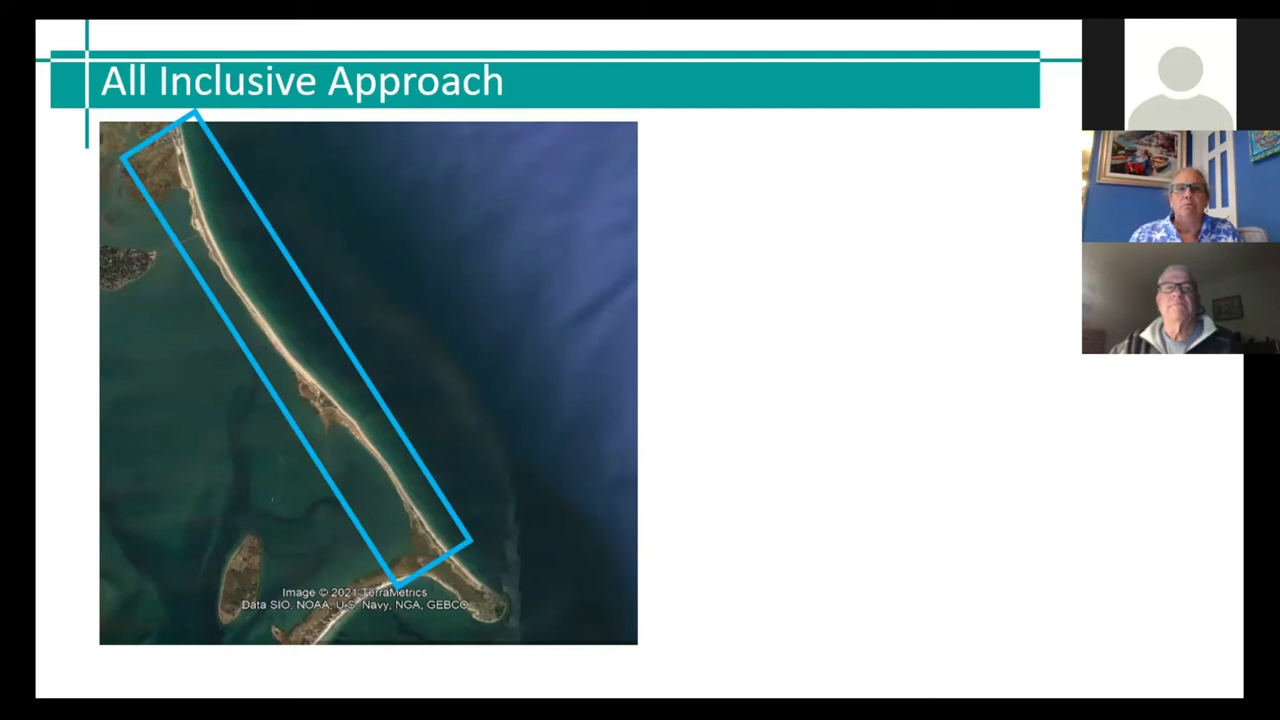 All Inclusive Approach
Image © 2021 TerraMetrics
Data SIO, NOAA, U.S. Navy, NGA, GEBCO